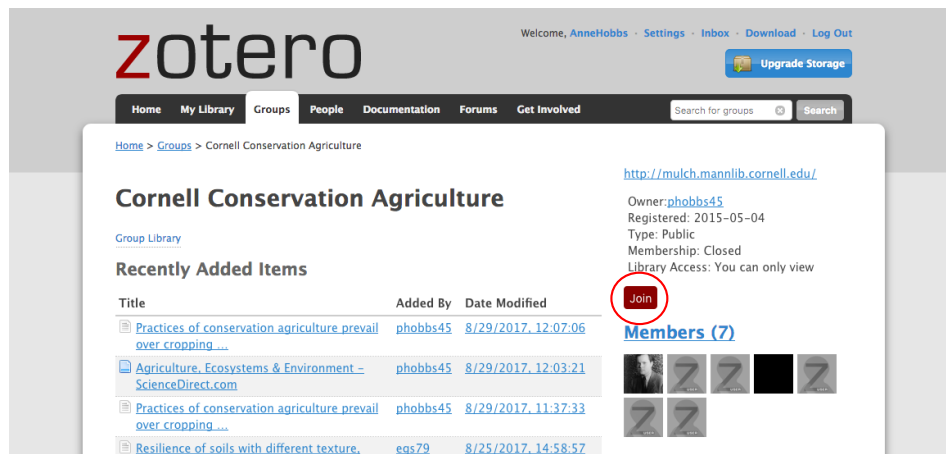 zotero
Welcome, AnneHobbs · Settings · Inbox · Download · Log Out
Upgrade Storage
Home My Library Groups People Documentation Forums Get Involved
Search for groups
Search
Home > Groups > Cornell Conservation Agriculture
http://mulch.mannlib.cornell.edu/
Cornell Conservation Agriculture
Owner:phobbs45
Registered: 2015-05-04
Type: Public
Membership: Closed
Library Access: You can only view
Group Library
Recently Added Items
Join
Title Added By Date Modified
Practices of conservation agriculture prevail phobbs45 8/29/2017, 12:07:06
over cropping ...
Members (7)
Agriculture, Ecosystems & Environment – phobbs45 8/29/2017, 12:03:21
ScienceDirect.com
Practices of conservation agriculture prevail phobbs45 8/29/2017, 11:37:33
over cropping ...
Resilience of soils with different texture, eqs79 8/25/2017, 14:58:57